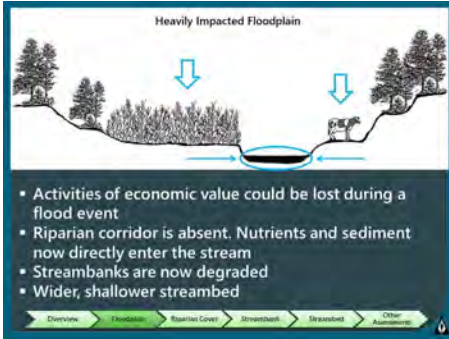 Heavily Impacted Floodplain
▪ Activities of economic value could be lost during a
flood event
▪ Riparian corridor is absent. Nutrients and sediment
now directly enter the stream
▪ Streambanks are now degraded
▪ Wider, shallower streambed
Overview
Floodplain
Riparian Cover
Streambank
Streambed
Other
Assessments